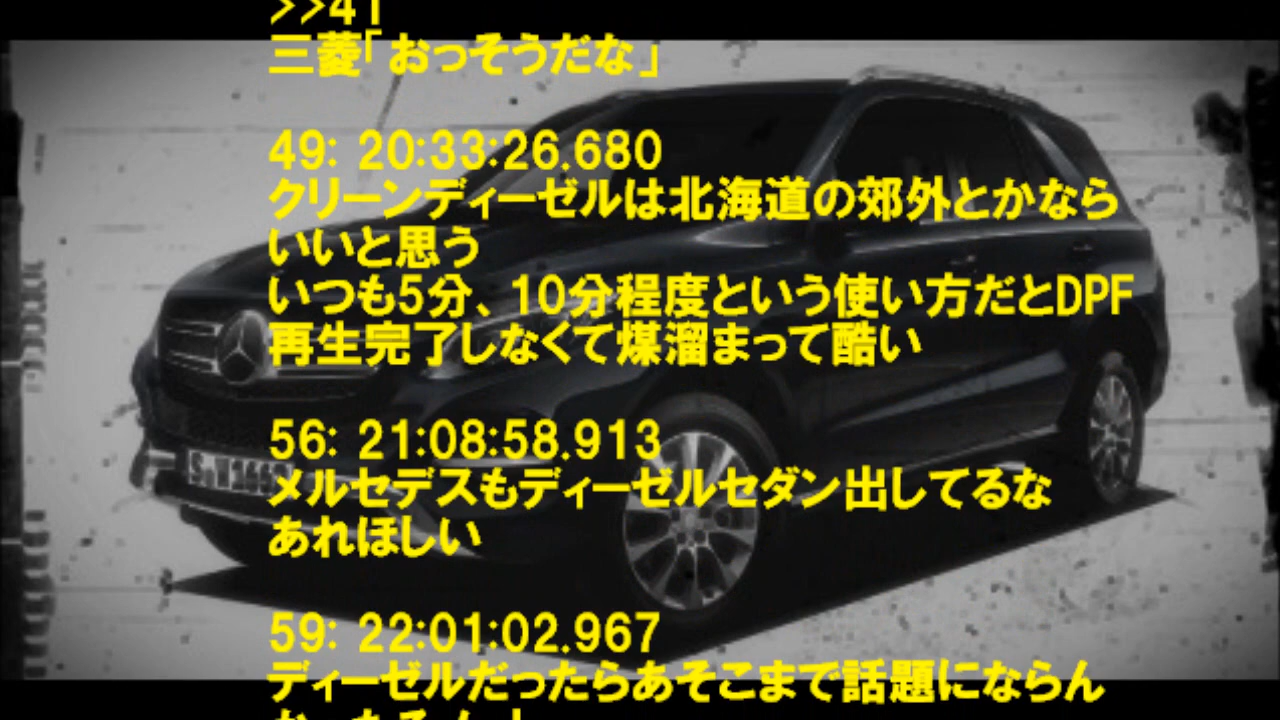 >>41
三菱「おっそうだな」
49: 20:33:26.680
クリーンディーゼルは北海道の郊外とかなら
いいと思う
いつも5分、10分程度という使い方だとDPF
再生完了しなくて煤溜まって酷い
56: 21:08:58.913
メルセデスもディーゼルセダン出してるな
あれほしい
59: 22:01:02.967
ディーゼルだったらあそこまで話題にならん